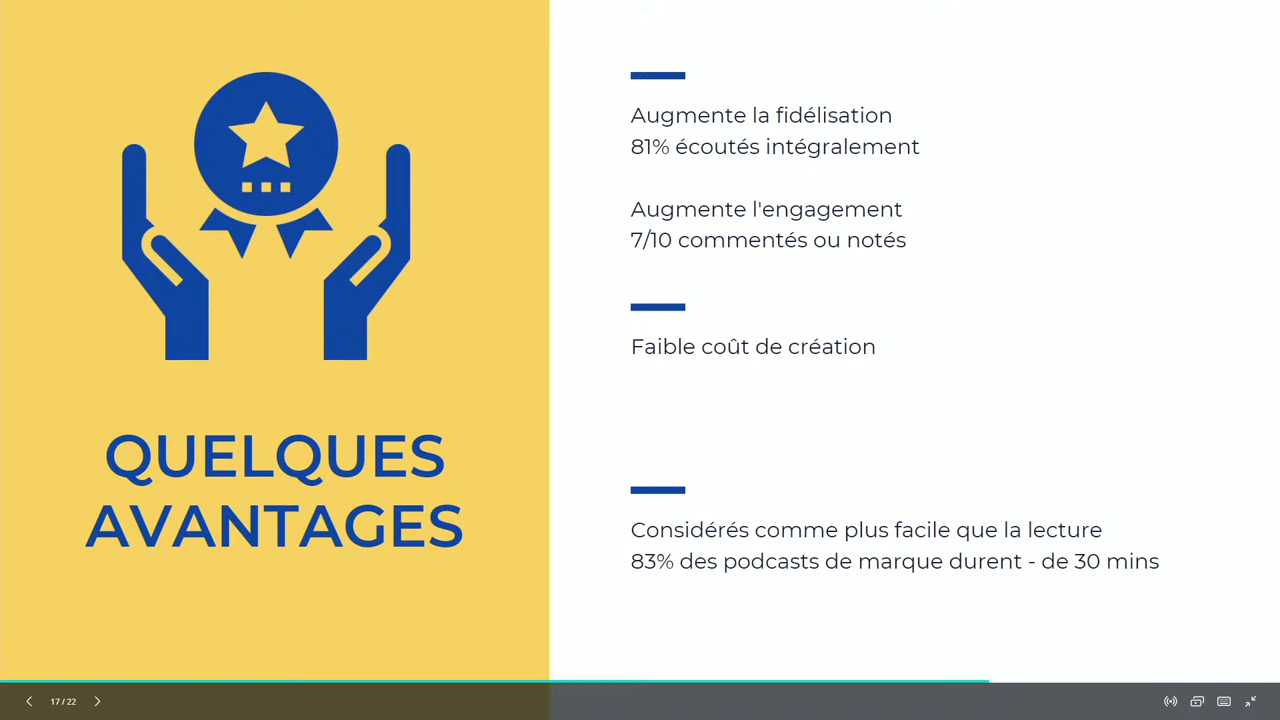 QUELQUES
AVANTAGES
Augmente la fidélisation
81% écoutés intégralement
Augmente l'engagement
7/10 commentés ou notés
Faible coût de création
Considérés comme plus facile que la lecture
83% des podcasts de marque durent - de 30 mins
17 / 22